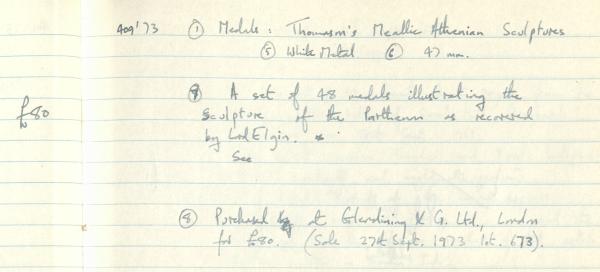 409'73 ① Medals: Thomason's Meallic Athenian Sculptures
⑤ White Metal ⑥ 47 mm.
£80
⑨ A set of 48 medals illustrating the
sculpture of the Parthenon as recovered
by Lord Elgin.
See
⑧ Purchased at Glendining & G. Ltd., London
for £80. (Sale 27th Sept. 1973 lot. 673).